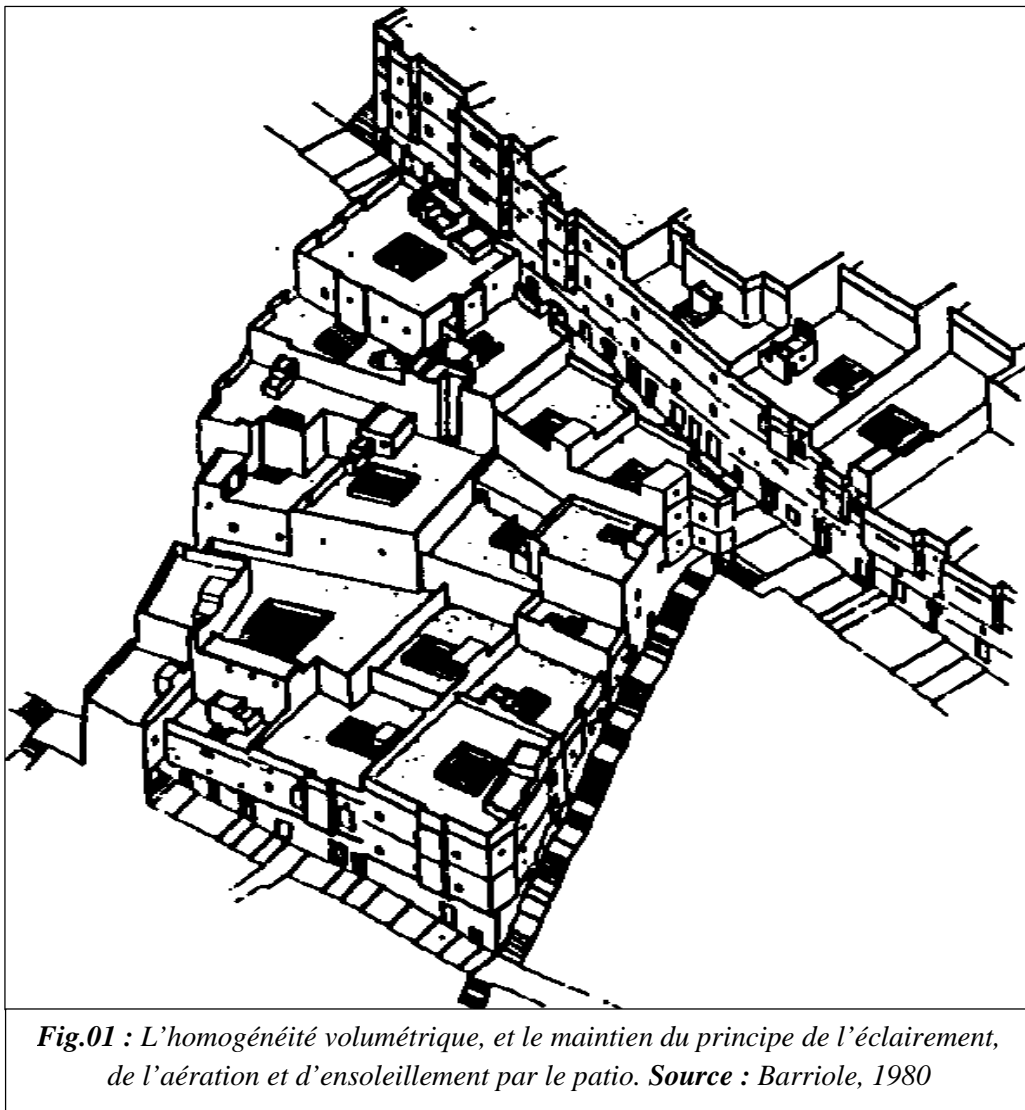 Fig.01 : L’homogénéité volumétrique, et le maintien du principe de l’éclairement,
de l’aération et d’ensoleillement par le patio. Source : Barriole, 1980